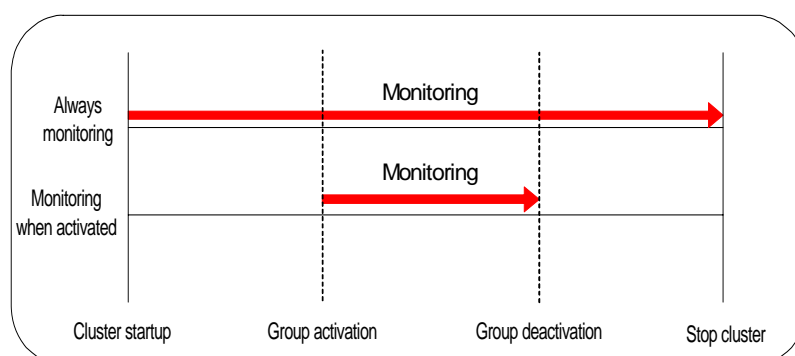 Monitoring
Always
monitoring
Monitoring
Monitoring
when activated
Cluster startup
Group activation
Group deactivation
Stop cluster